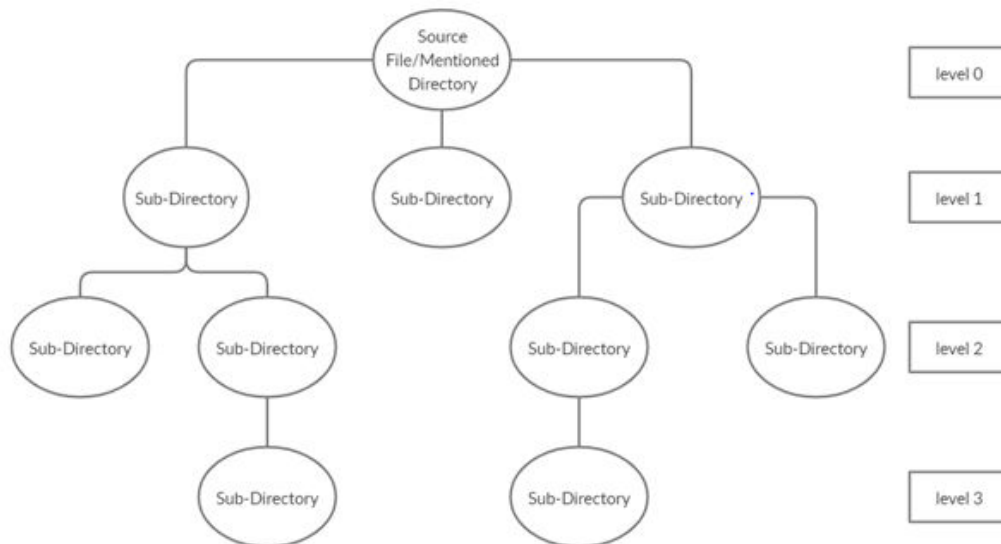 Source
File/Mentioned
Directory
level 0
Sub-Directory
Sub-Directory
Sub-Directory
level 1
Sub-Directory
Sub-Directory
Sub-Directory
Sub-Directory
level 2
Sub-Directory
Sub-Directory
level 3